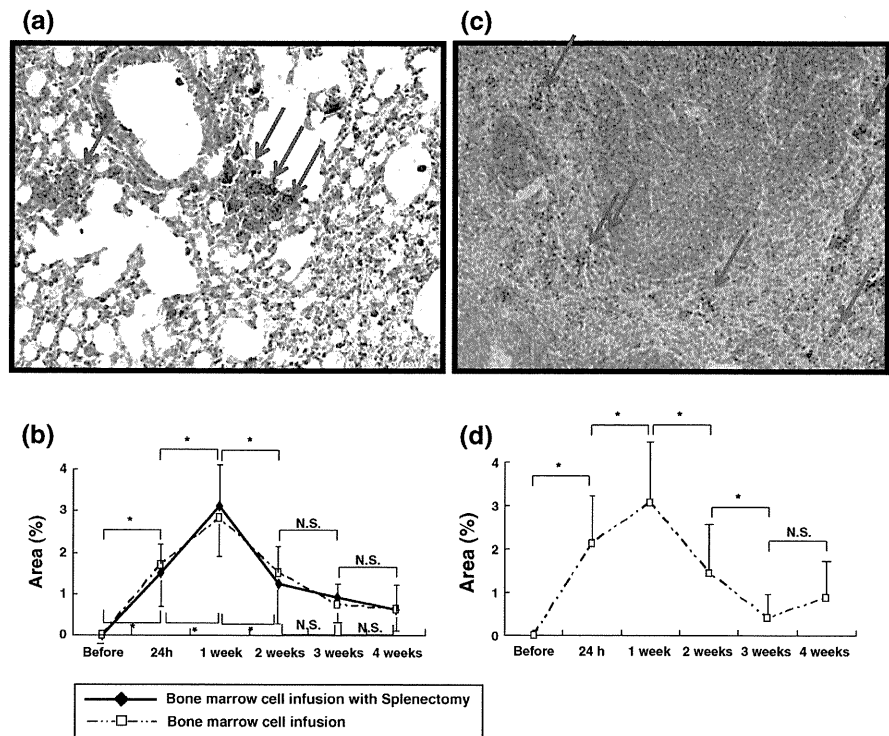 (a)
(c)
(b)
* *
*
N.S.
N.S.
Area (%)
4
3
2
1
0
* * * N.S. N.S.
Before 24h 1 week 2 weeks 3 weeks 4 weeks
(d)
* *
*
*
N.S.
Area (%)
4
3
2
1
0
Before 24 h 1 week 2 weeks 3 weeks 4 weeks
Bone marrow cell infusion with Splenectomy
Bone marrow cell infusion